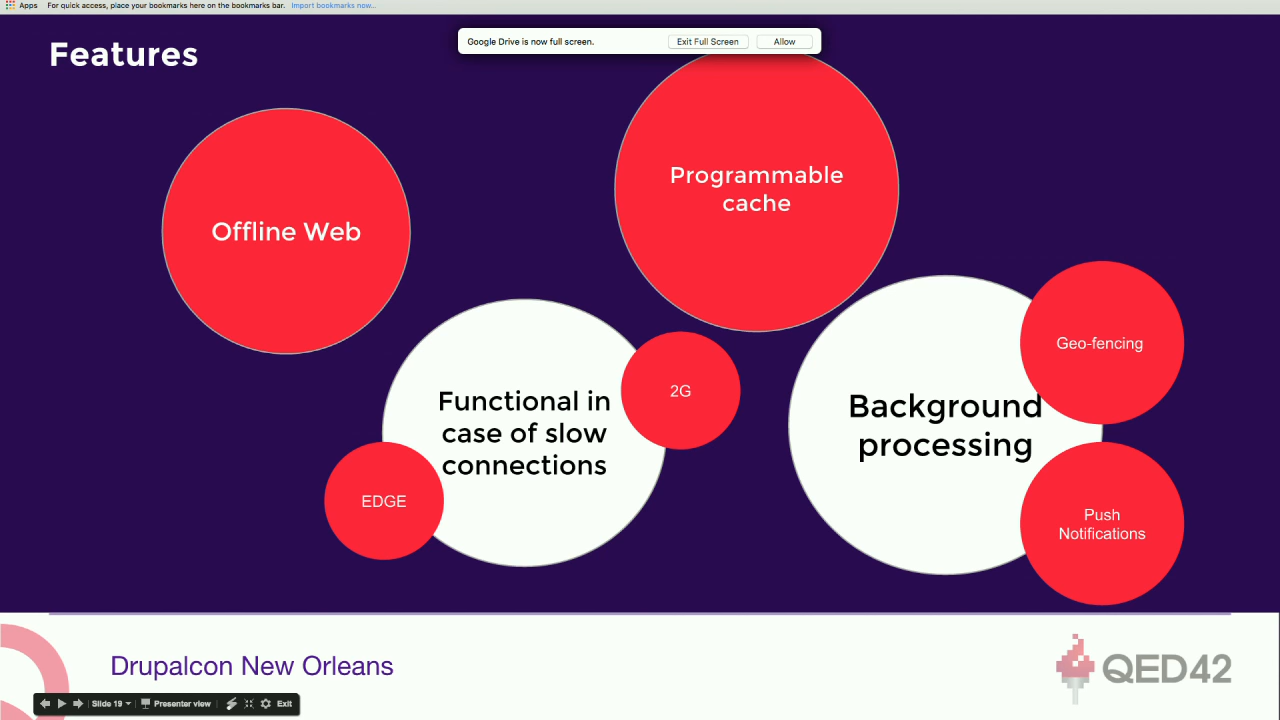 Apps For quick access, place your bookmarks here on the bookmarks bar. Import bookmarks now...
Google Drive is now full screen. Exit Full Screen Allow
Features
Programmable
cache
Offline Web
Geo-fencing
2G
Functional in
case of slow
connections
Background
processing
EDGE
Push
Notifications
Drupalcon New Orleans
QED42
Slide 19 Presenter view Exit